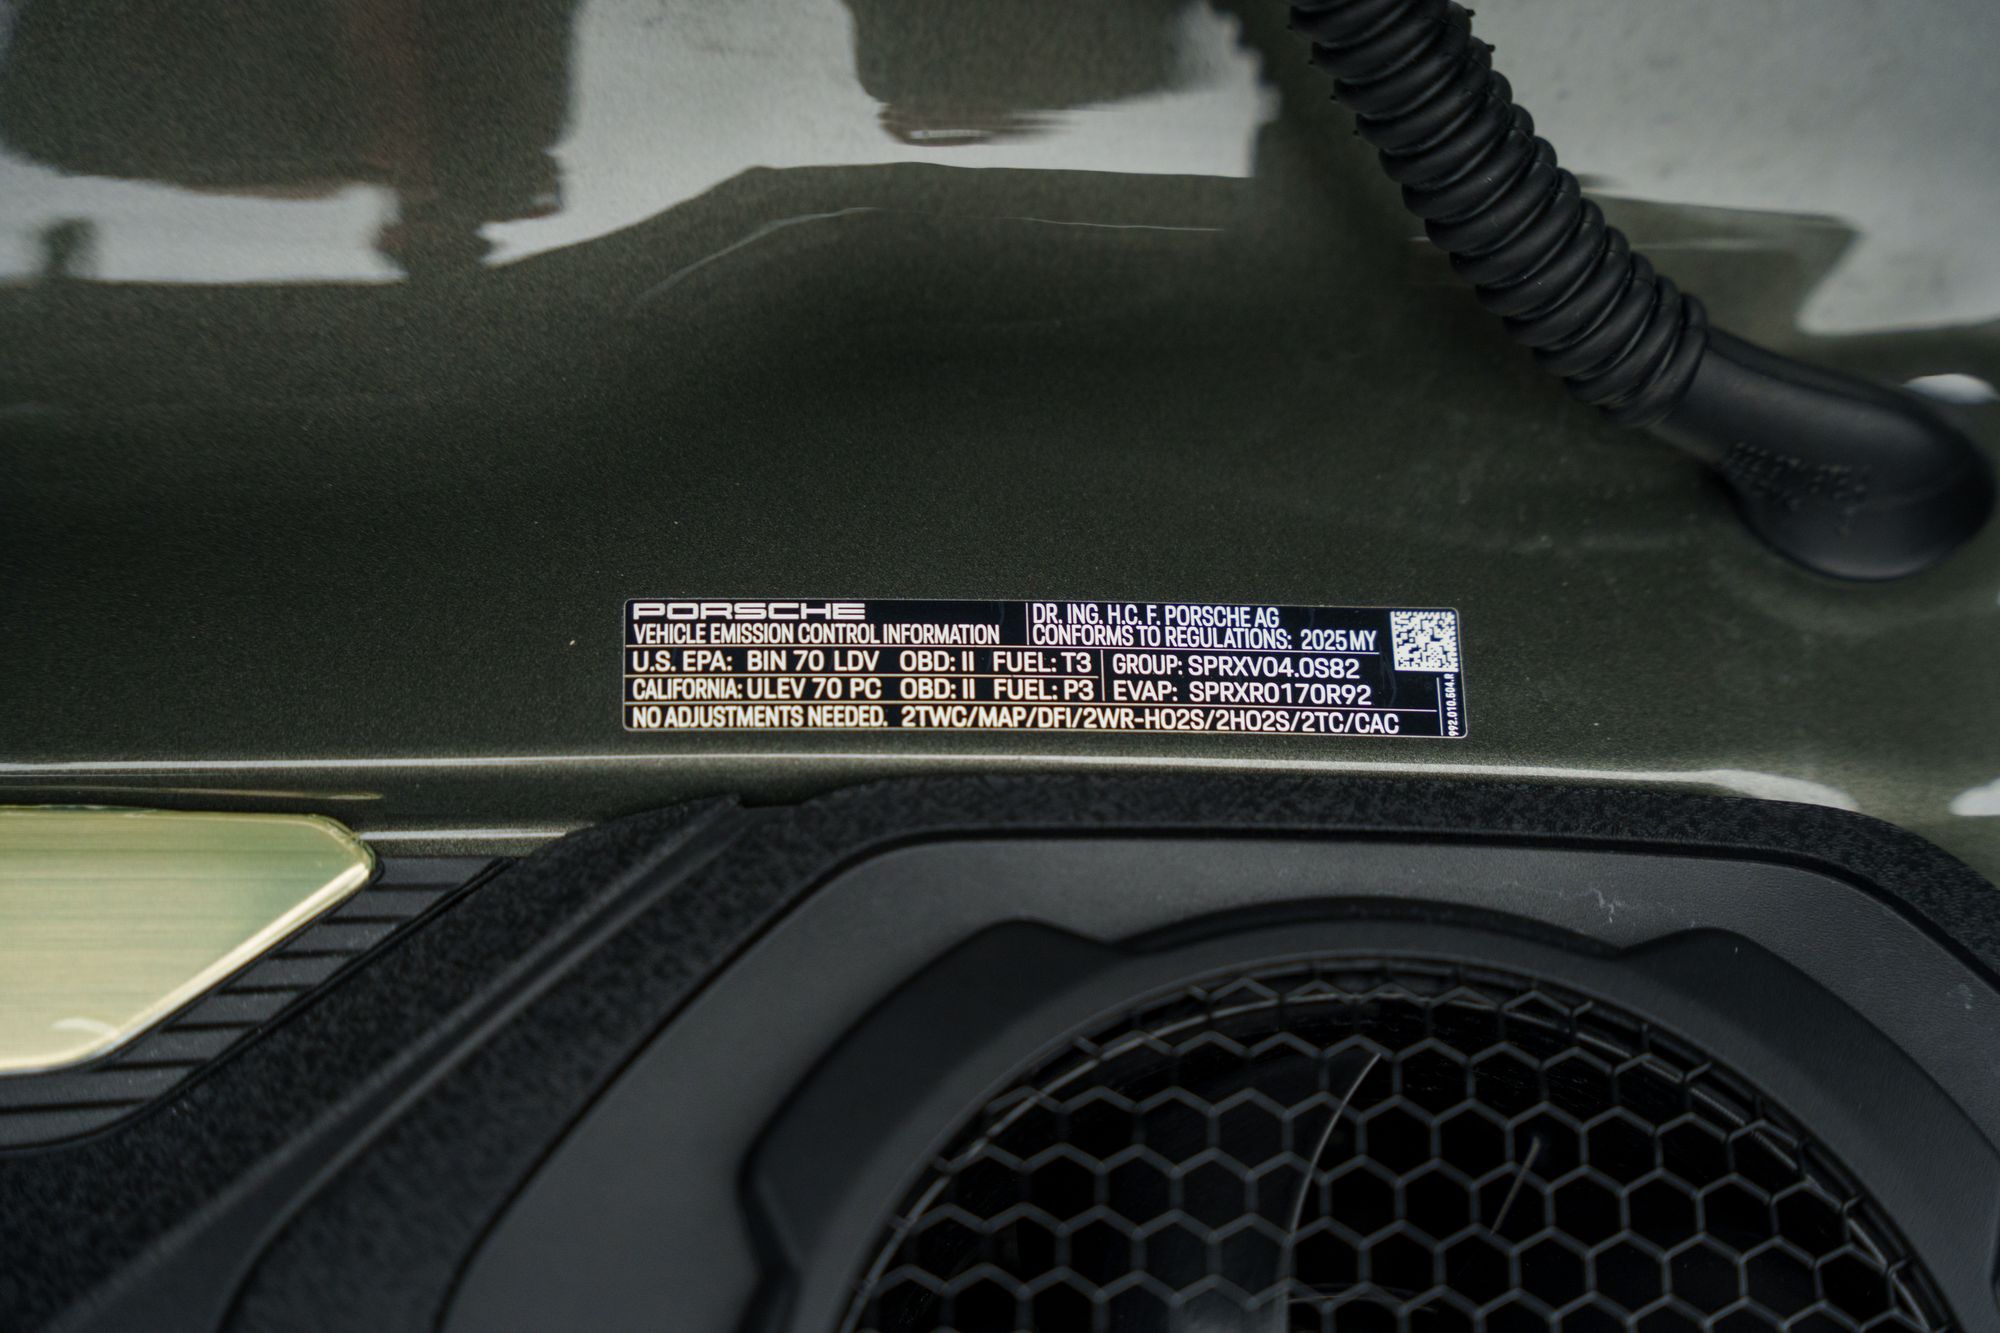 PORSCHE
VEHICLE EMISSION CONTROL INFORMATION
DR. ING. H.C. F. PORSCHE AG
CONFORMS TO REGULATIONS: 2025 MY
U.S. EPA: BIN 70 LDV OBD: II FUEL: T3
CALIFORNIA: ULEV 70 PC OBD: II FUEL: P3
GROUP: SPRXV04.0S82
EVAP: SPRXR0170R92
NO ADJUSTMENTS NEEDED. 2TWC/MAP/DFI/2WR-HO2S/2HO2S/2TC/CAC
992.010.604.R